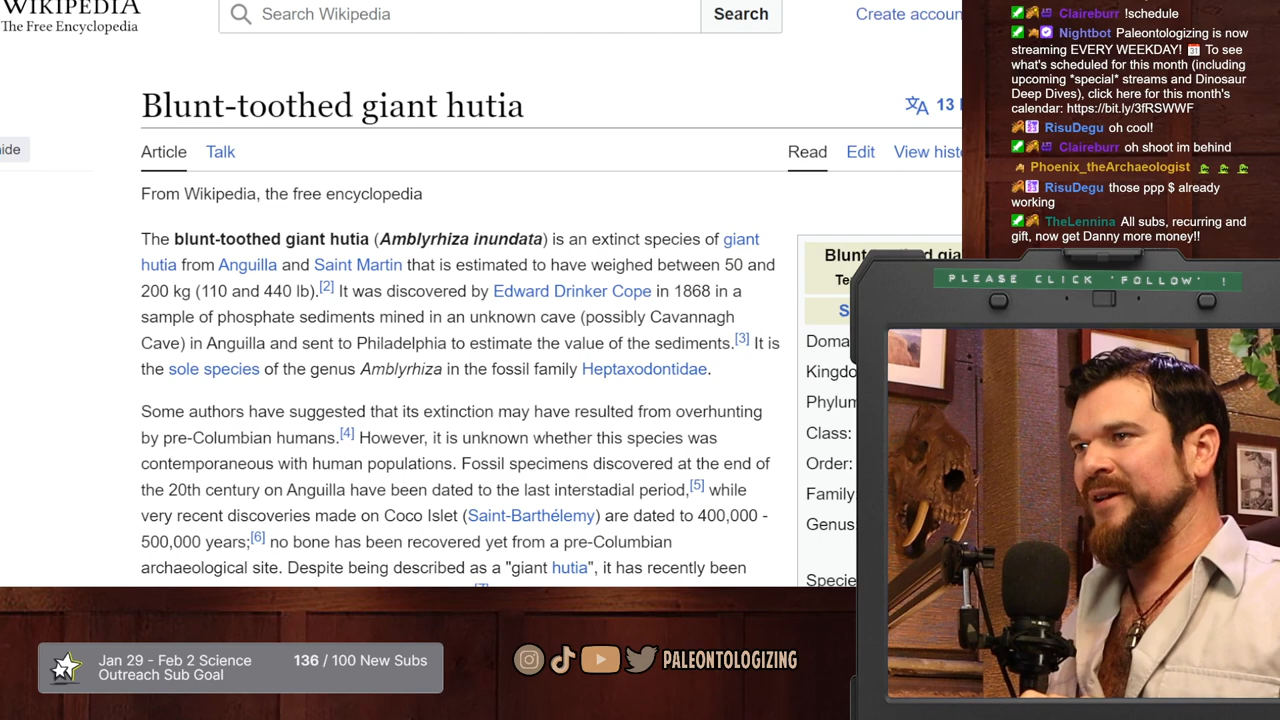 WIKIPEDIA
The Free Encyclopedia
Search Wikipedia
Search
Create accoun
Blunt-toothed giant hutia
13
ide
Article
Talk
Read
Edit
View hist
From Wikipedia, the free encyclopedia
The blunt-toothed giant hutia (Amblyrhiza inundata) is an extinct species of giant
hutia from Anguilla and Saint Martin that is estimated to have weighed between 50 and
200 kg (110 and 440 lb).[2] It was discovered by Edward Drinker Cope in 1868 in a
sample of phosphate sediments mined in an unknown cave (possibly Cavannagh
Cave) in Anguilla and sent to Philadelphia to estimate the value of the sediments.[3] It is
the sole species of the genus Amblyrhiza in the fossil family Heptaxodontidae.
Some authors have suggested that its extinction may have resulted from overhunting
by pre-Columbian humans.[4] However, it is unknown whether this species was
contemporaneous with human populations. Fossil specimens discovered at the end of
the 20th century on Anguilla have been dated to the last interstadial period,[5] while
very recent discoveries made on Coco Islet (Saint-Barthélemy) are dated to 400,000 -
500,000 years;[6] no bone has been recovered yet from a pre-Columbian
archaeological site. Despite being described as a "giant hutia", it has recently been
Blunt-toothed gia
Te
S
Doma
Kingdo
Phylum
Class:
Order:
Family
Genus:
Specie
Claireburr !schedule
Nightbot Paleontologizing is now
streaming EVERY WEEKDAY! To see
what's scheduled for this month (including
upcoming *special* streams and Dinosaur
Deep Dives), click here for this month's
calendar: https://bit.ly/3fRSWWF
RisuDegu oh cool!
Claireburr oh shoot im behind
Phoenix_theArchaeologist
RisuDegu those ppp $ already
working
TheLennina All subs, recurring and
gift, now get Danny more money!!
PLEASE CLICK "FOLLOW" !
Jan 29 - Feb 2 Science
Outreach Sub Goal
136 / 100 New Subs
PALEONTOLOGIZING